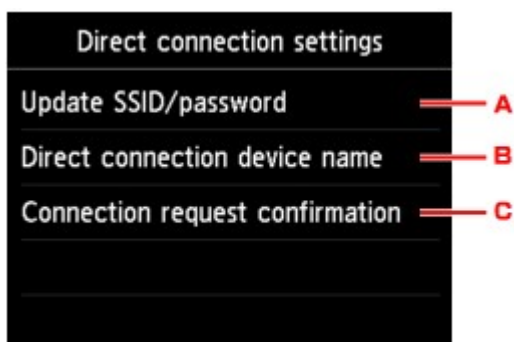 Direct connection settings
Update SSID/password A
Direct connection device name B
Connection request confirmation C